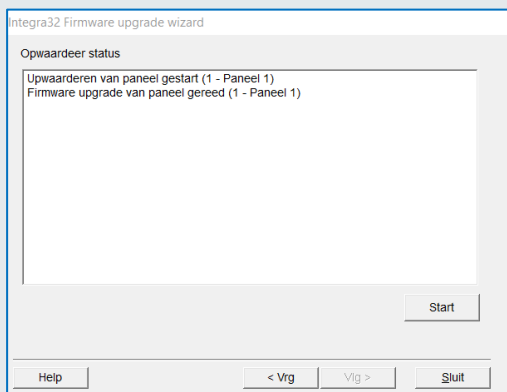 Integra32 Firmware upgrade wizard
Opwaardeer status
Upwaarderen van paneel gestart (1 - Paneel 1)
Firmware upgrade van paneel gereed (1 - Paneel 1)
Start
Help
< Vrg
Vlg >
Sluit